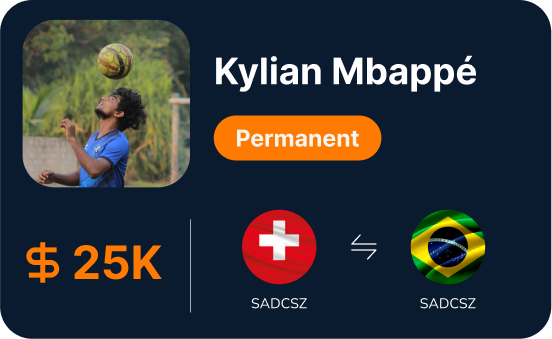 Kylian Mbappé
Permanent
$ 25K
SADCSZ
SADCSZ